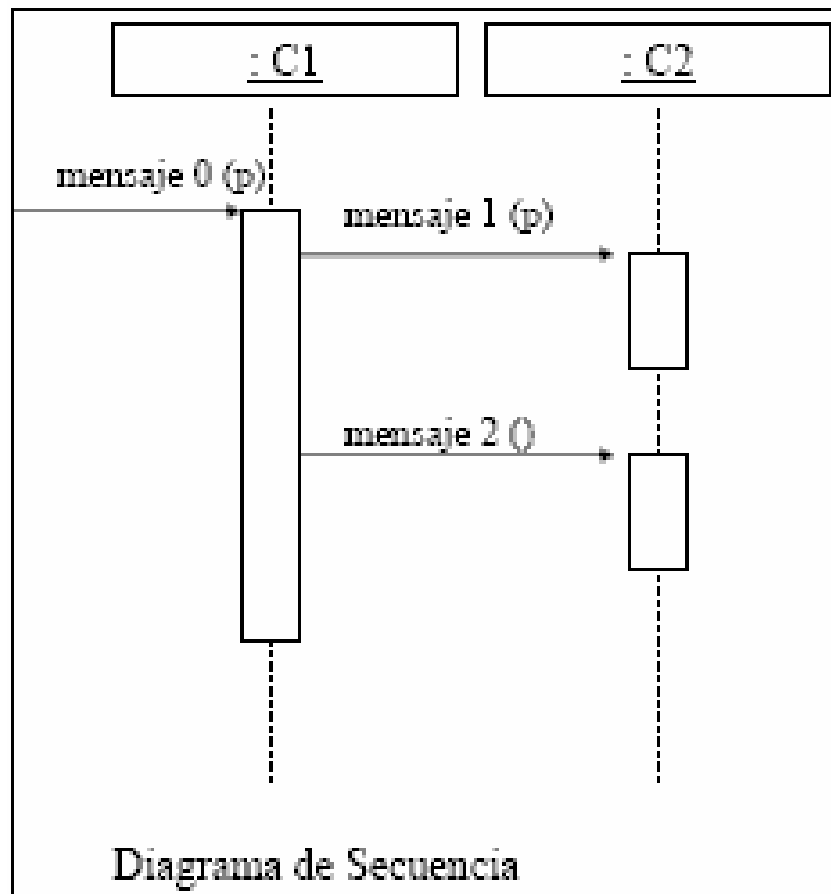 : C1
: C2
mensaje 0 (p)
mensaje 1 (p)
mensaje 2 ()
Diagrama de Secuencia